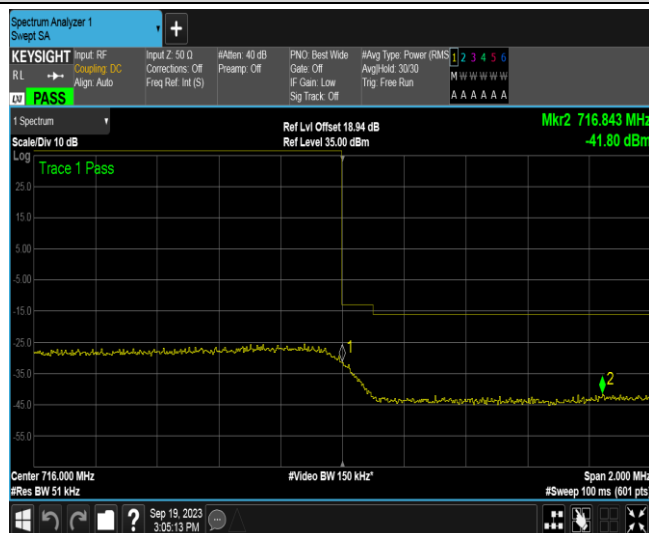 Spectrum Analyzer 1
Swept SA
+
KEYSIGHT Input: RF Input Z: 50 Ω #Atten: 40 dB PNO: Best Wide #Avg Type: Power (RMS 1 2 3 4 5 6
RL Coupling: DC Corrections: Off Preamp: Off Gate: Off Avg|Hold: 30/30 M W W W W W
Align: Auto Freq Ref: Int (S) IF Gain: Low Trig: Free Run
LXI PASS Sig Track: Off A A A A A A
1 Spectrum Ref Lvl Offset 18.94 dB Mkr2 716.843 MHz
Scale/Div 10 dB Ref Level 35.00 dBm -41.80 dBm
Log
Trace 1 Pass
25.0
15.0
5.00
-5.00
-15.0
-25.0
1
-35.0
2
-45.0
-55.0
Center 716.000 MHz #Video BW 150 kHz* Span 2.000 MHz
#Res BW 51 kHz #Sweep 100 ms (601 pts)
? Sep 19, 2023
3:05:13 PM